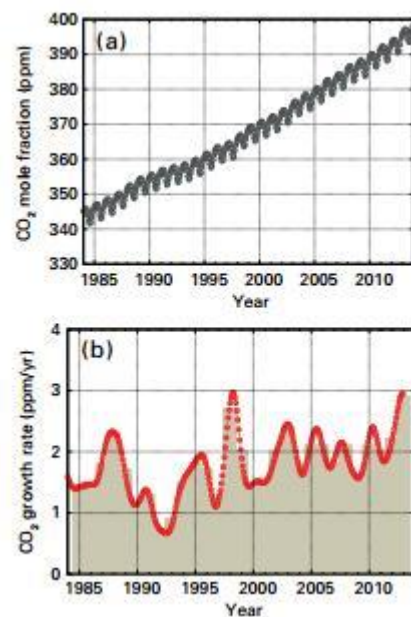 (a)
CO₂ mole fraction (ppm)
400
390
380
370
360
350
340
330
1985 1990 1995 2000 2005 2010
Year
(b)
CO₂ growth rate (ppm/yr)
4
3
2
1
0
1985 1990 1995 2000 2005 2010
Year